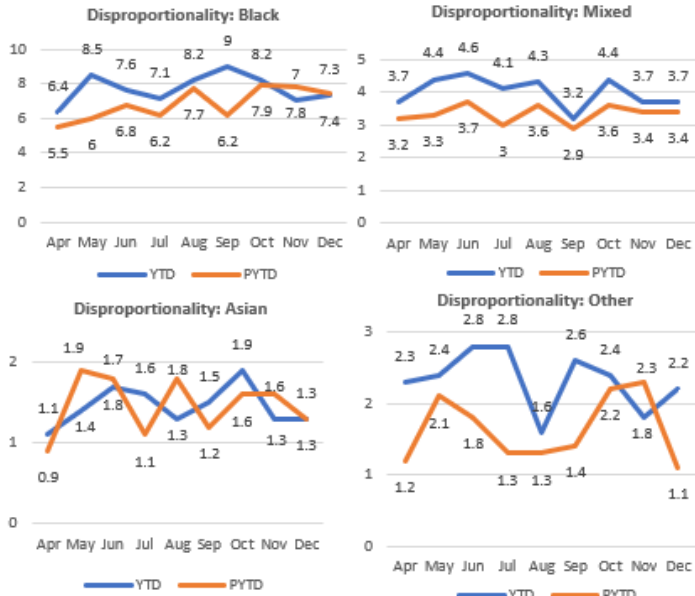 Disproportionality: Black
10
8
6
4
2
0
6.4 8.5 7.6 7.1 8.2 9 8.2 7 7.3
5.5 6 6.8 6.2 7.7 6.2 7.9 7.8 7.4
Apr May Jun Jul Aug Sep Oct Nov Dec
YTD PYTD
Disproportionality: Mixed
5
4
3
2
1
0
3.7 4.4 4.6 4.1 4.3 3.2 4.4 3.7 3.7
3.2 3.3 3.7 3 3.6 2.9 3.6 3.4 3.4
Apr May Jun Jul Aug Sep Oct Nov Dec
YTD PYTD
Disproportionality: Asian
2
1
0
1.1 1.9 1.7 1.6 1.8 1.5 1.9 1.6 1.3
0.9 1.4 1.8 1.1 1.3 1.2 1.6 1.3 1.3
Apr May Jun Jul Aug Sep Oct Nov Dec
YTD PYTD
Disproportionality: Other
3
2
1
0
2.3 2.4 2.8 2.8 1.6 2.6 2.4 2.3 2.2
1.2 2.1 1.8 1.3 1.3 1.4 2.2 1.8 1.1
Apr May Jun Jul Aug Sep Oct Nov Dec
YTD PYTD